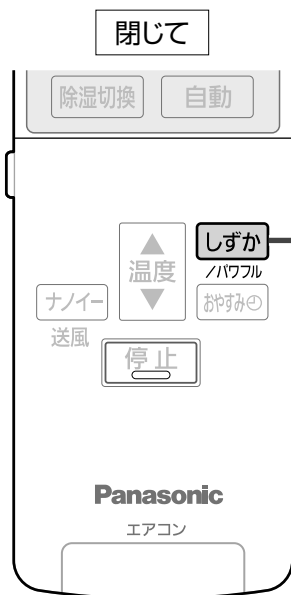 閉じて
除湿切換 自動
しずか
/パワフル
温度
ナノイー
おやすみ
送風
停止
Panasonic
エアコン